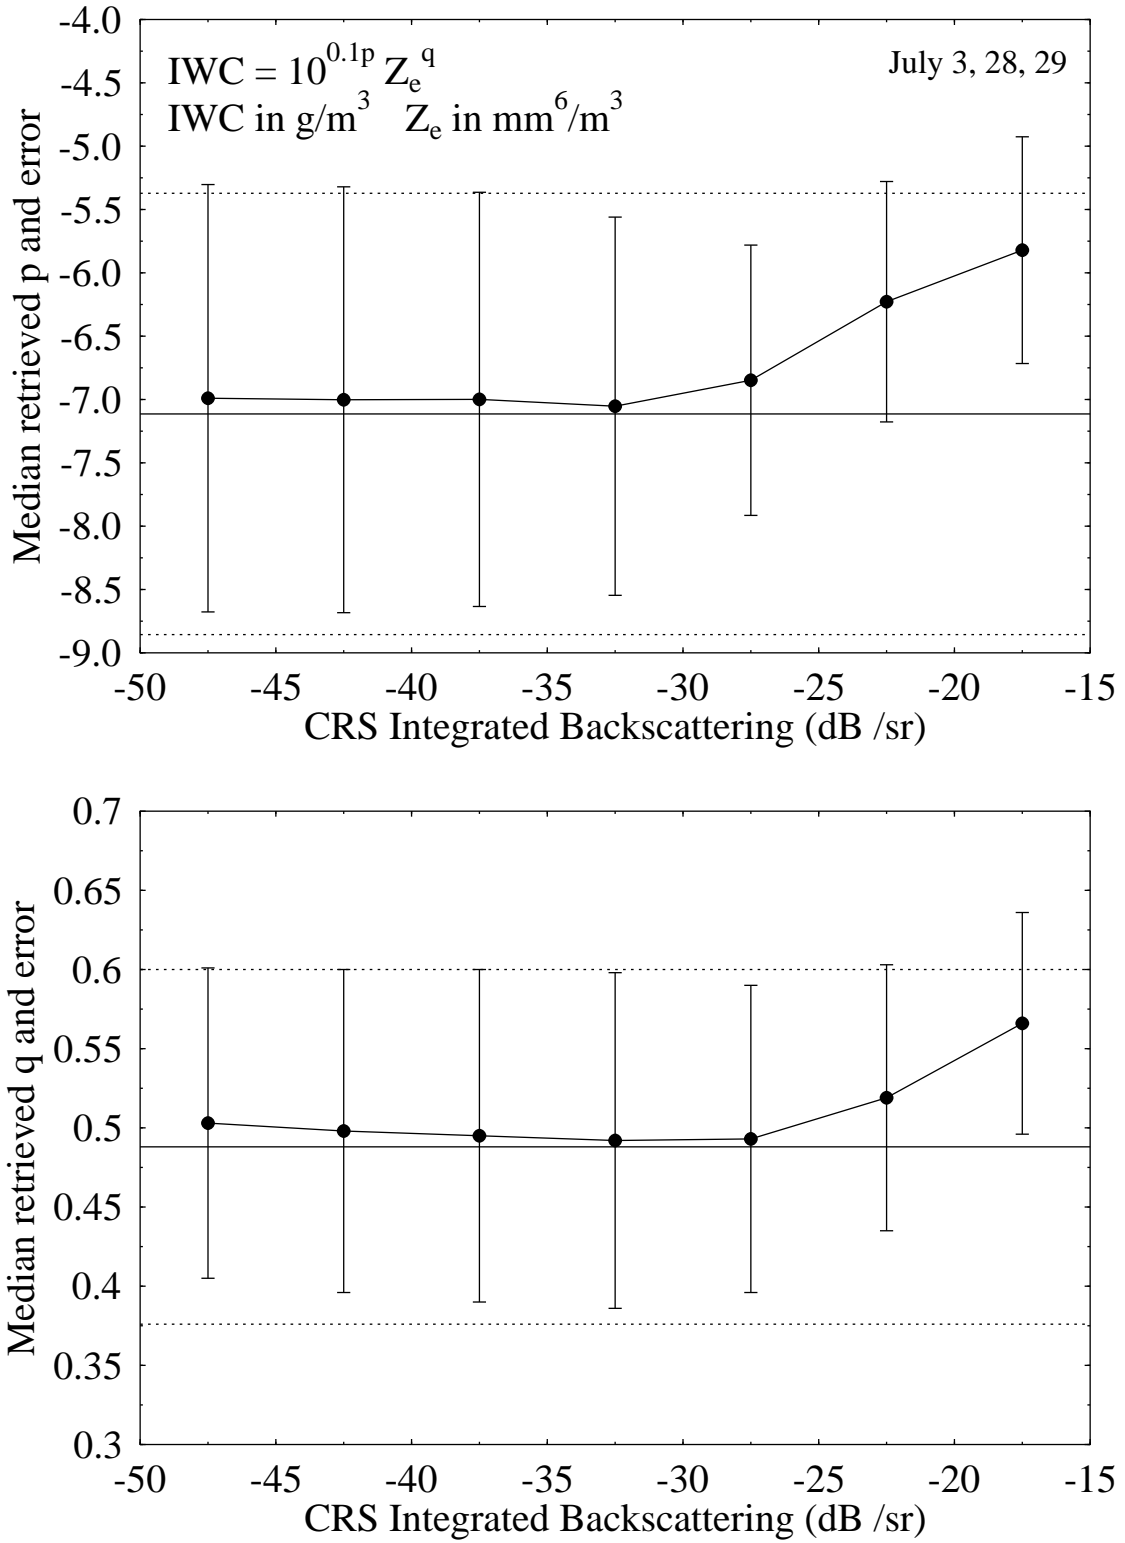 IWC = 10^0.1p Z_e^q
July 3, 28, 29
IWC in g/m^3 Z_e in mm^6/m^3
Median retrieved p and error
-4.0
-4.5
-5.0
-5.5
-6.0
-6.5
-7.0
-7.5
-8.0
-8.5
-9.0
-50 -45 -40 -35 -30 -25 -20 -15
CRS Integrated Backscattering (dB /sr)
Median retrieved q and error
0.7
0.65
0.6
0.55
0.5
0.45
0.4
0.35
0.3
-50 -45 -40 -35 -30 -25 -20 -15
CRS Integrated Backscattering (dB /sr)